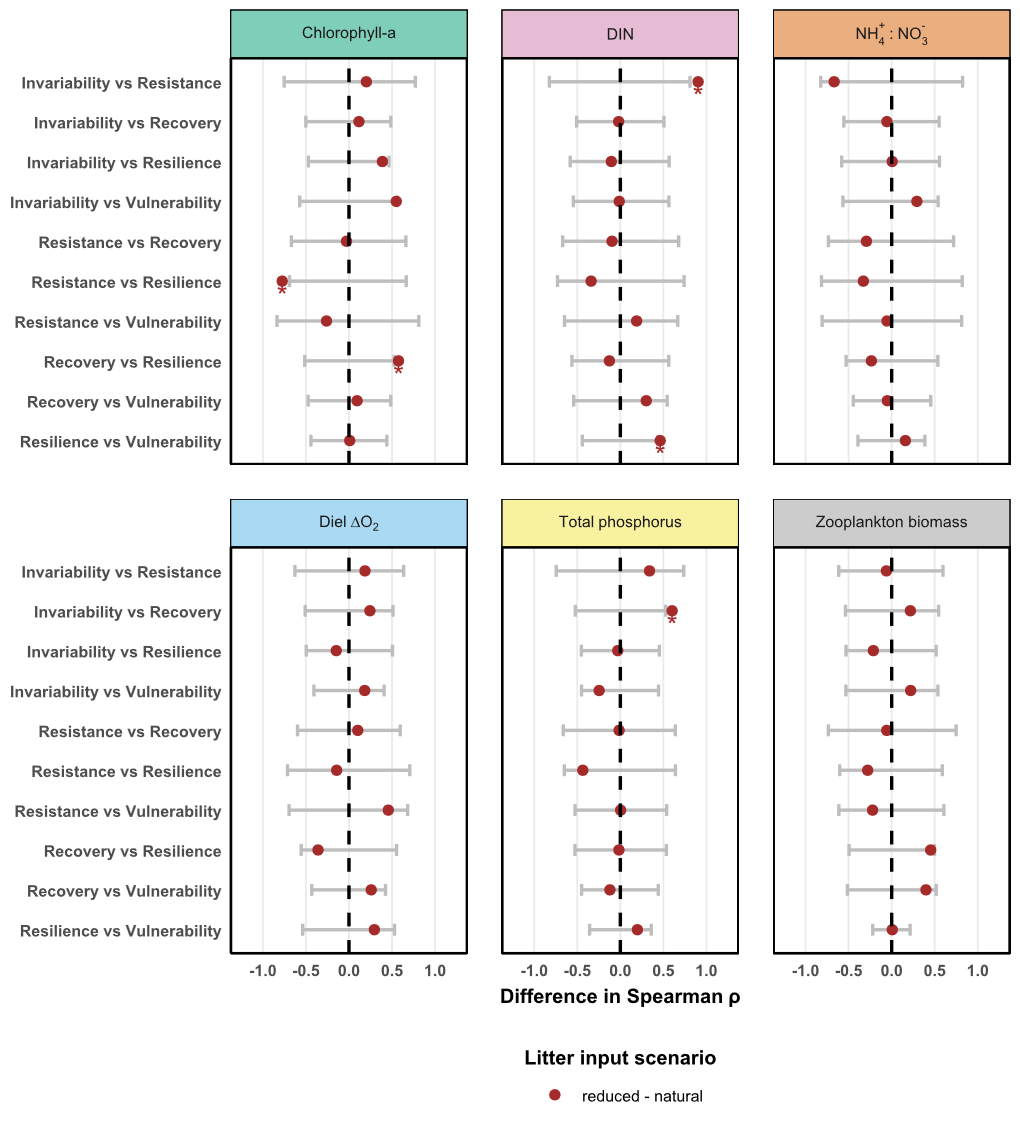 Chlorophyll-a
DIN
NH₄⁺ : NO₃⁻
Invariability vs Resistance
Invariability vs Recovery
Invariability vs Resilience
Invariability vs Vulnerability
Resistance vs Recovery
Resistance vs Resilience
Resistance vs Vulnerability
Recovery vs Resilience
Recovery vs Vulnerability
Resilience vs Vulnerability
*
*
*
*
Diel ΔO₂
Total phosphorus
Zooplankton biomass
Invariability vs Resistance
Invariability vs Recovery
Invariability vs Resilience
Invariability vs Vulnerability
Resistance vs Recovery
Resistance vs Resilience
Resistance vs Vulnerability
Recovery vs Resilience
Recovery vs Vulnerability
Resilience vs Vulnerability
*
-1.0 -0.5 0.0 0.5 1.0
-1.0 -0.5 0.0 0.5 1.0
-1.0 -0.5 0.0 0.5 1.0
Difference in Spearman ρ
Litter input scenario
reduced - natural